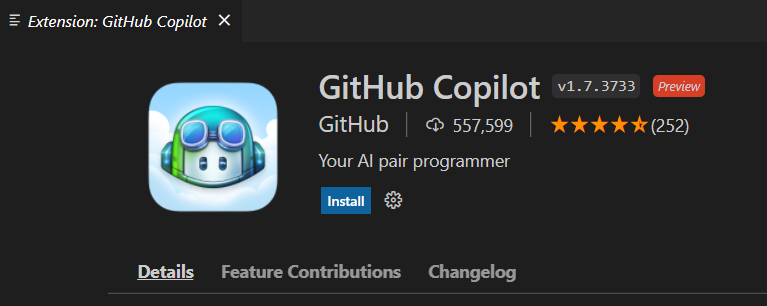 Extension: GitHub Copilot
GitHub Copilot v1.7.3733 Preview
GitHub 557,599 (252)
Your AI pair programmer
Install
Details Feature Contributions Changelog